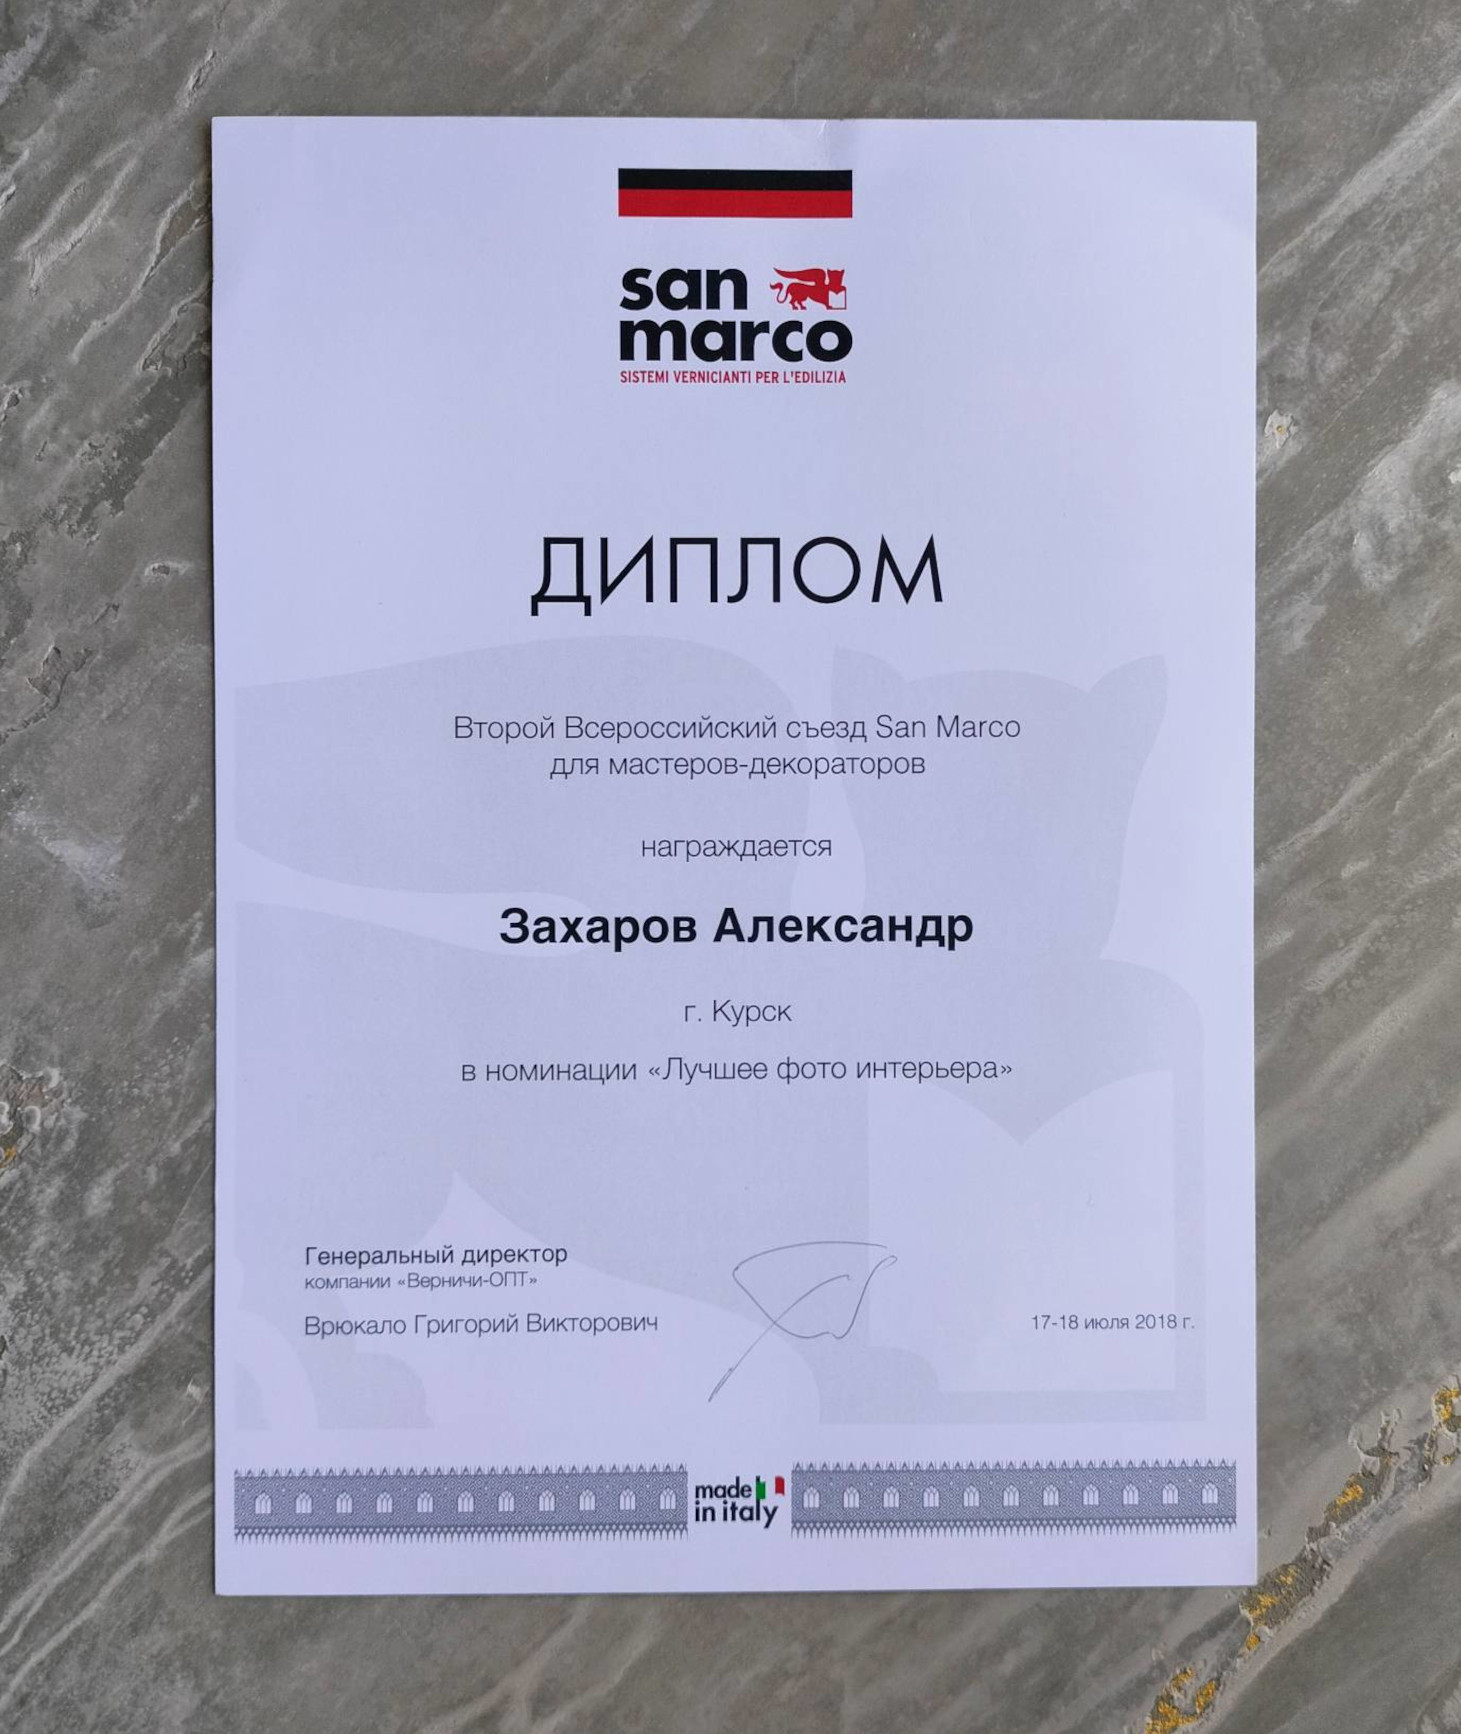 san
marco
SISTEMI VERNICIANTI PER L'EDILIZIA
ДИПЛОМ
Второй Всероссийский съезд San Marco
для мастеров-декораторов
награждается
Захаров Александр
г. Курск
в номинации «Лучшее фото интерьера»
Генеральный директор
компании «Верничи-ОПТ»
Врюкало Григорий Викторович
17-18 июля 2018 г.
made
in italy